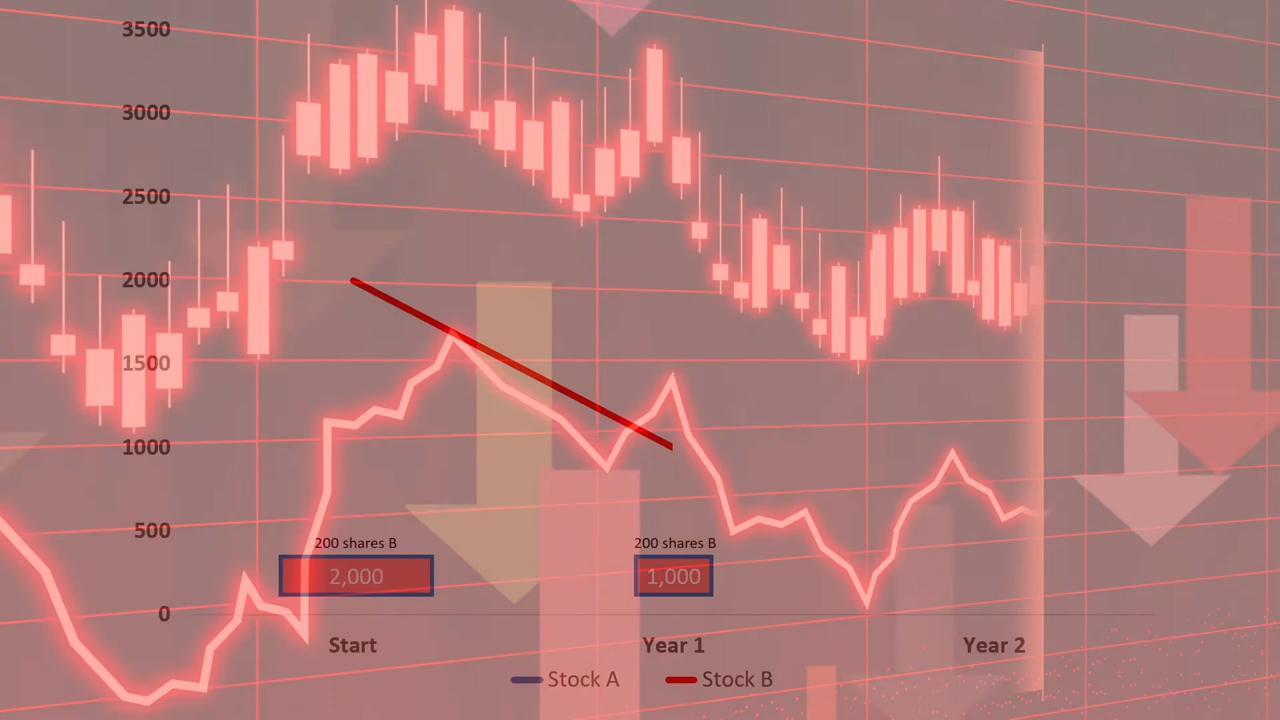 3500
3000
2500
2000
1500
1000
500
0
200 shares B
200 shares B
2,000
1,000
Start
Year 1
Year 2
Stock A
Stock B